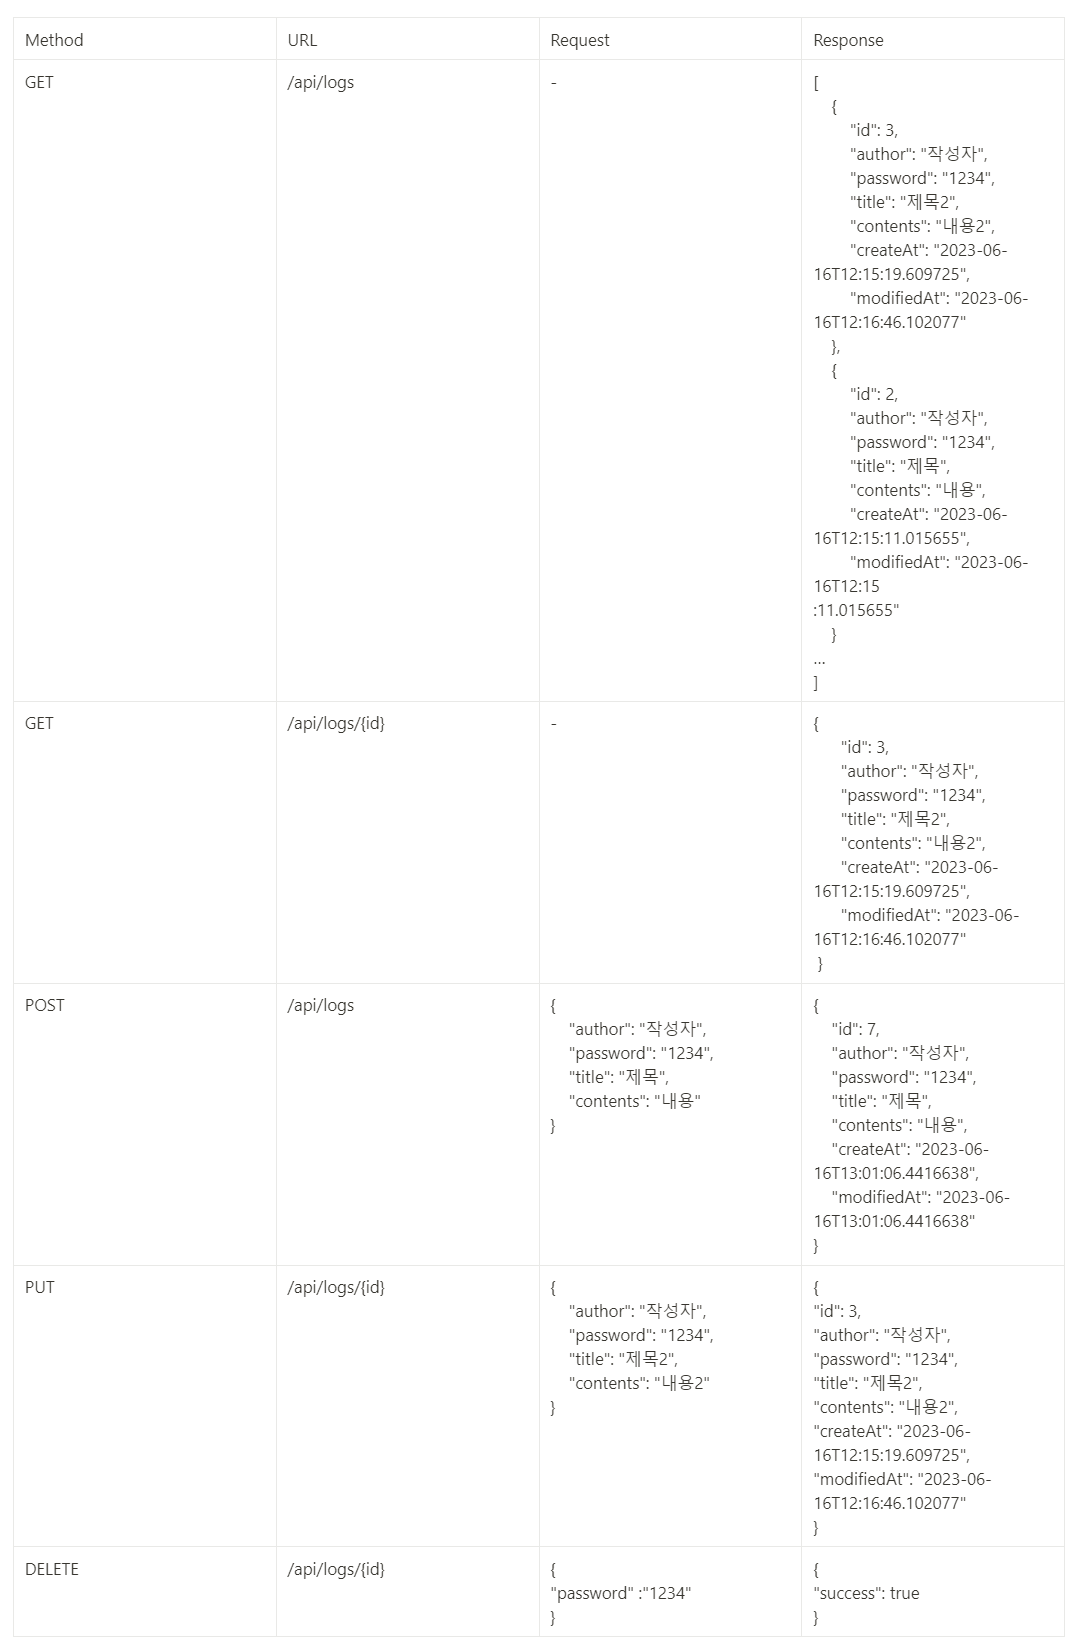 Method URL Request Response
GET /api/logs - [
{
"id": 3,
"author": "작성자",
"password": "1234",
"title": "제목2",
"contents": "내용2",
"createAt": "2023-06-
16T12:15:19.609725",
"modifiedAt": "2023-06-
16T12:16:46.102077"
},
{
"id": 2,
"author": "작성자",
"password": "1234",
"title": "제목",
"contents": "내용",
"createAt": "2023-06-
16T12:15:11.015655",
"modifiedAt": "2023-06-
16T12:15
:11.015655"
}
...
]
GET /api/logs/{id} - {
"id": 3,
"author": "작성자",
"password": "1234",
"title": "제목2",
"contents": "내용2",
"createAt": "2023-06-
16T12:15:19.609725",
"modifiedAt": "2023-06-
16T12:16:46.102077"
}
POST /api/logs {
"author": "작성자",
"password": "1234",
"title": "제목",
"contents": "내용"
}
{
"id": 7,
"author": "작성자",
"password": "1234",
"title": "제목",
"contents": "내용",
"createAt": "2023-06-
16T13:01:06.4416638",
"modifiedAt": "2023-06-
16T13:01:06.4416638"
}
PUT /api/logs/{id} {
"author": "작성자",
"password": "1234",
"title": "제목2",
"contents": "내용2"
}
{
"id": 3,
"author": "작성자",
"password": "1234",
"title": "제목2",
"contents": "내용2",
"createAt": "2023-06-
16T12:15:19.609725",
"modifiedAt": "2023-06-
16T12:16:46.102077"
}
DELETE /api/logs/{id} {
"password" :"1234"
}
{
"success": true
}